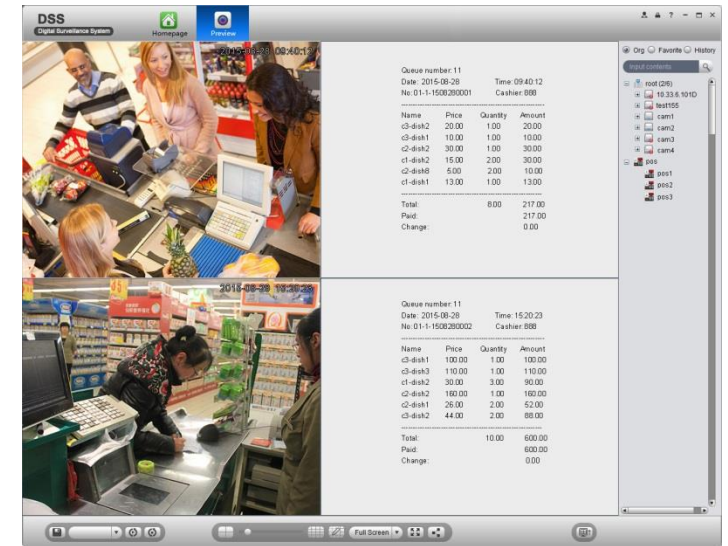 DSS
Digital Surveillance System
Homepage
Preview
Org Favorite History
Input contents
root (2/6)
10.33.6.101D
test155
cam1
cam2
cam3
cam4
pos
pos1
pos2
pos3
2015-08-28 09:40:12
Queue number: 11
Date: 2015-08-28 Time: 09:40:12
No: 01-1-1508280001 Cashier: 888
Name Price Quantity Amount
c3-dish2 20.00 1.00 20.00
c3-dish1 10.00 1.00 10.00
c2-dish2 30.00 1.00 30.00
c1-dish2 15.00 2.00 30.00
c2-dish8 5.00 2.00 10.00
c1-dish1 13.00 1.00 13.00
Total: 8.00 217.00
Paid: 217.00
Change: 0.00
Queue number: 11
Date: 2015-08-28 Time: 15:20:23
No: 01-1-1508280002 Cashier: 888
Name Price Quantity Amount
c3-dish1 100.00 1.00 100.00
c3-dish3 110.00 1.00 110.00
c1-dish2 30.00 3.00 90.00
c2-dish2 160.00 1.00 160.00
c2-dish1 26.00 2.00 52.00
c3-dish2 44.00 2.00 88.00
Total: 10.00 600.00
Paid: 600.00
Change: 0.00
Full Screen